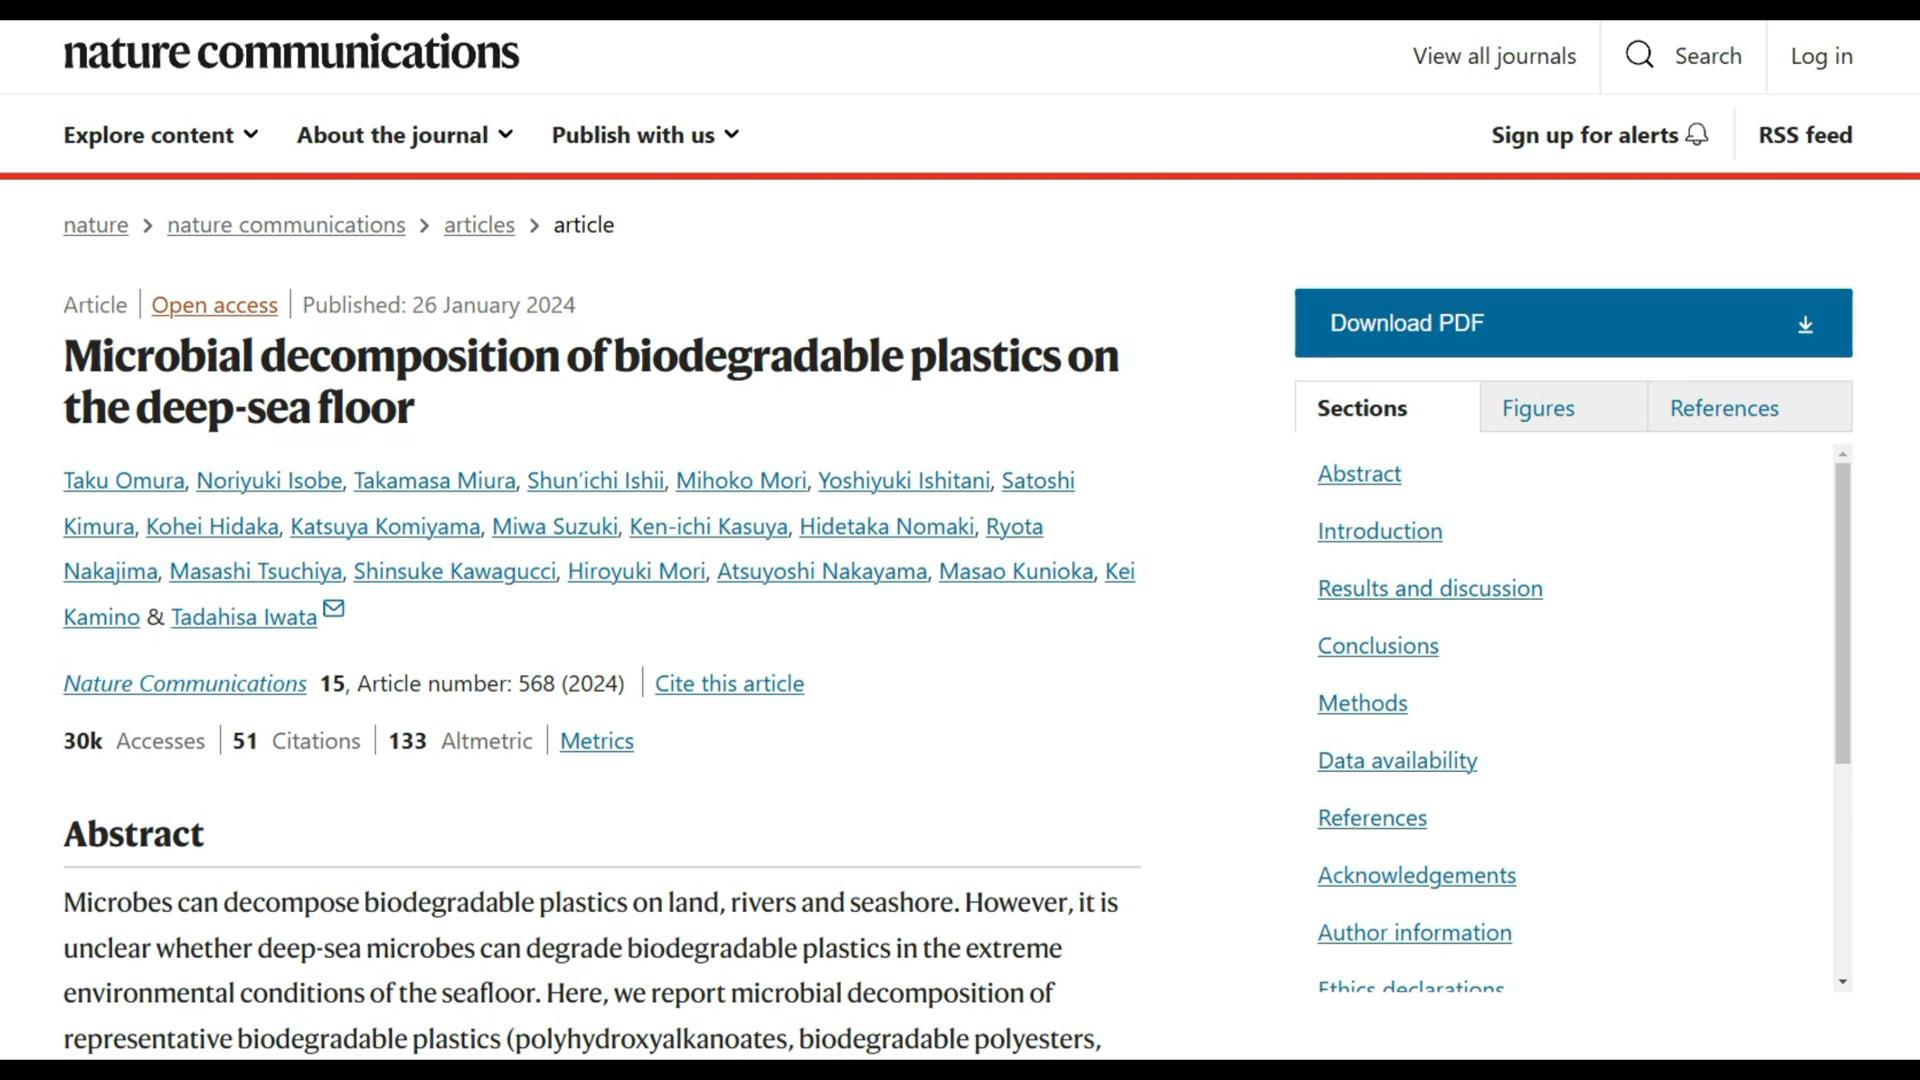 nature communications
View all journals
Search
Log in
Explore content
About the journal
Publish with us
Sign up for alerts
RSS feed
nature > nature communications > articles > article
Article | Open access | Published: 26 January 2024
Microbial decomposition of biodegradable plastics on
the deep-sea floor
Taku Omura, Noriyuki Isobe, Takamasa Miura, Shun’ichi Ishii, Mihoko Mori, Yoshiyuki Ishitani, Satoshi
Kimura, Kohei Hidaka, Katsuya Komiyama, Miwa Suzuki, Ken-ichi Kasuya, Hidetaka Nomaki, Ryota
Nakajima, Masashi Tsuchiya, Shinsuke Kawagucci, Hiroyuki Mori, Atsuyoshi Nakayama, Masao Kunioka, Kei
Kamino & Tadahisa Iwata
Nature Communications 15, Article number: 568 (2024) | Cite this article
30k Accesses | 51 Citations | 133 Altmetric | Metrics
Abstract
Microbes can decompose biodegradable plastics on land, rivers and seashore. However, it is
unclear whether deep-sea microbes can degrade biodegradable plastics in the extreme
environmental conditions of the seafloor. Here, we report microbial decomposition of
representative biodegradable plastics (polyhydroxyalkanoates, biodegradable polyesters,
Download PDF
Sections
Figures
References
Abstract
Introduction
Results and discussion
Conclusions
Methods
Data availability
References
Acknowledgements
Author information
Ethics declarations